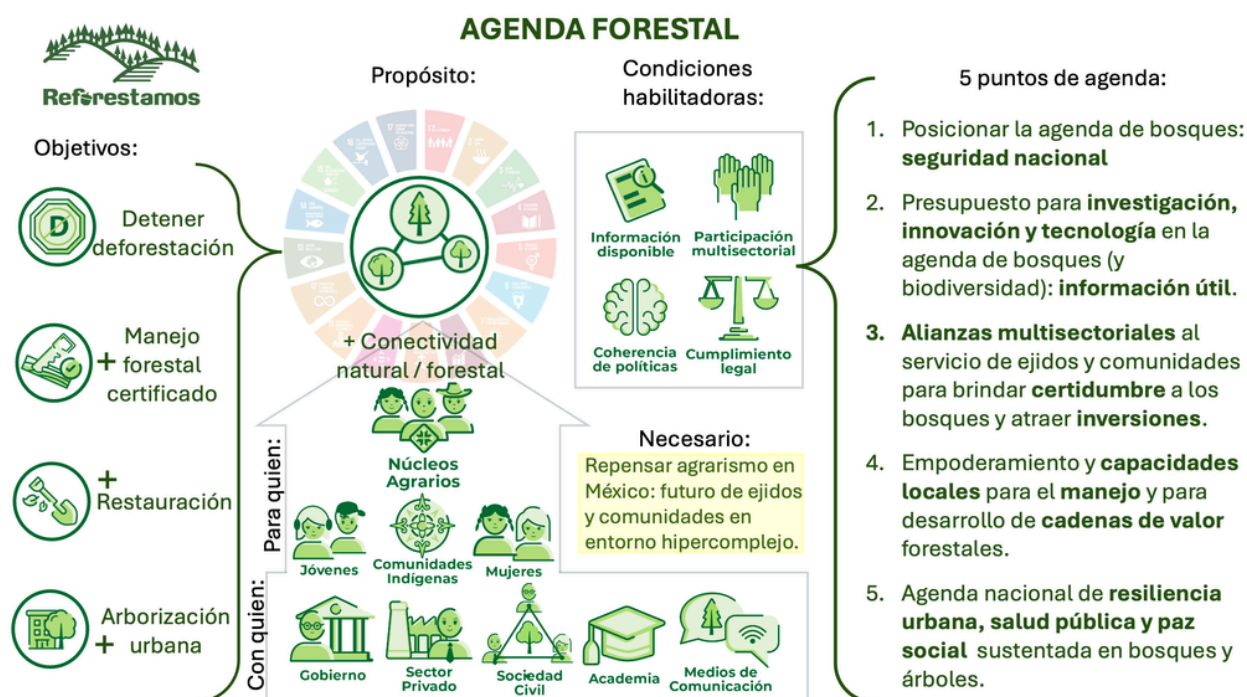 AGENDA FORESTAL
Reforestamos
Objetivos:
Detener
deforestación
+ Manejo
forestal
certificado
+
Restauración
Arborización
+ urbana
Propósito:
+ Conectividad
natural / forestal
Para quien:
Núcleos
Agrarios
Jóvenes
Comunidades
Indígenas
Mujeres
Con quien:
Gobierno
Sector
Privado
Sociedad
Civil
Academia
Medios de
Comunicación
Condiciones
habilitadoras:
Información
disponible
Participación
multisectorial
Coherencia
de políticas
Cumplimiento
legal
Necesario:
Repensar agrarismo en
México: futuro de ejidos
y comunidades en
entorno hipercomplejo.
5 puntos de agenda:
1. Posicionar la agenda de bosques:
seguridad nacional
2. Presupuesto para investigación,
innovación y tecnología en la
agenda de bosques (y
biodiversidad): información útil.
3. Alianzas multisectoriales al
servicio de ejidos y comunidades
para brindar certidumbre a los
bosques y atraer inversiones.
4. Empoderamiento y capacidades
locales para el manejo y para
desarrollo de cadenas de valor
forestales.
5. Agenda nacional de resiliencia
urbana, salud pública y paz
social sustentada en bosques y
árboles.